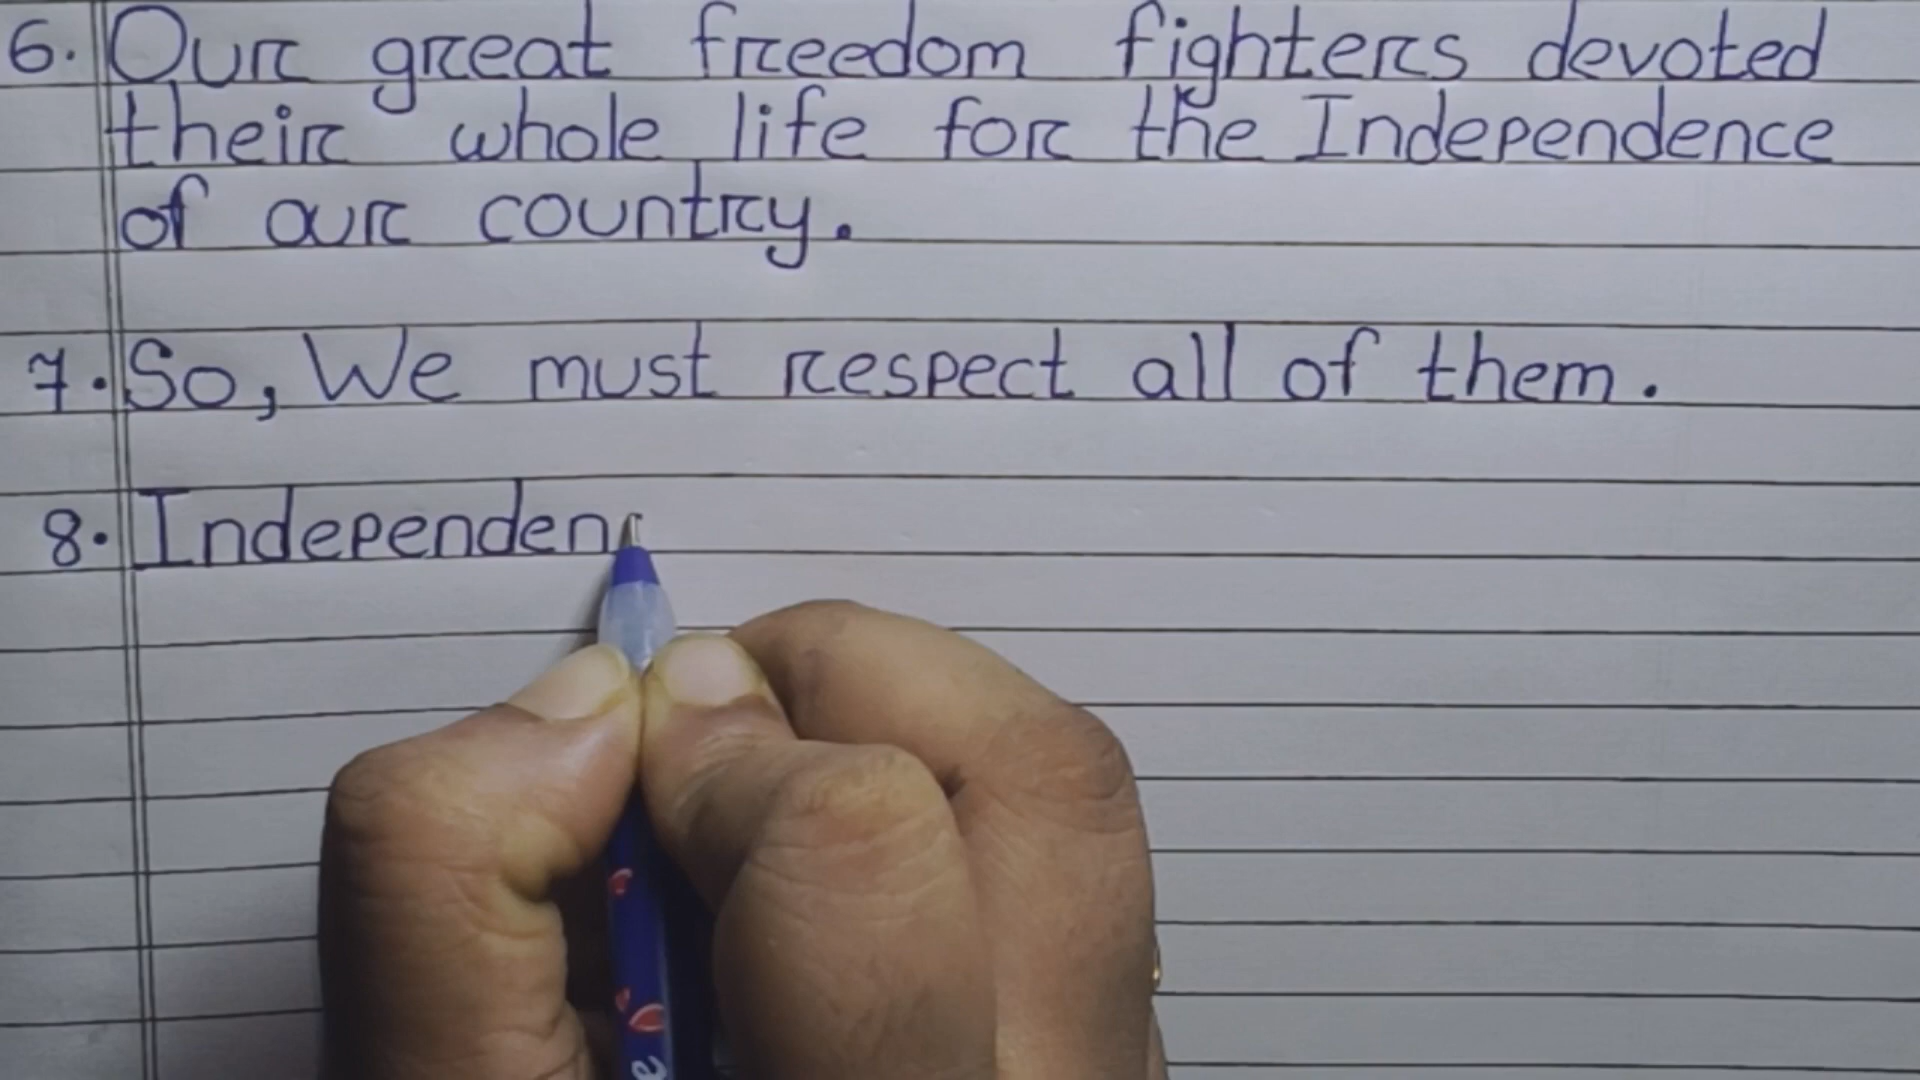 6. Our great freedom fighters devoted
their whole life for the Independence
of our country.
7. So, We must respect all of them.
8. Independen